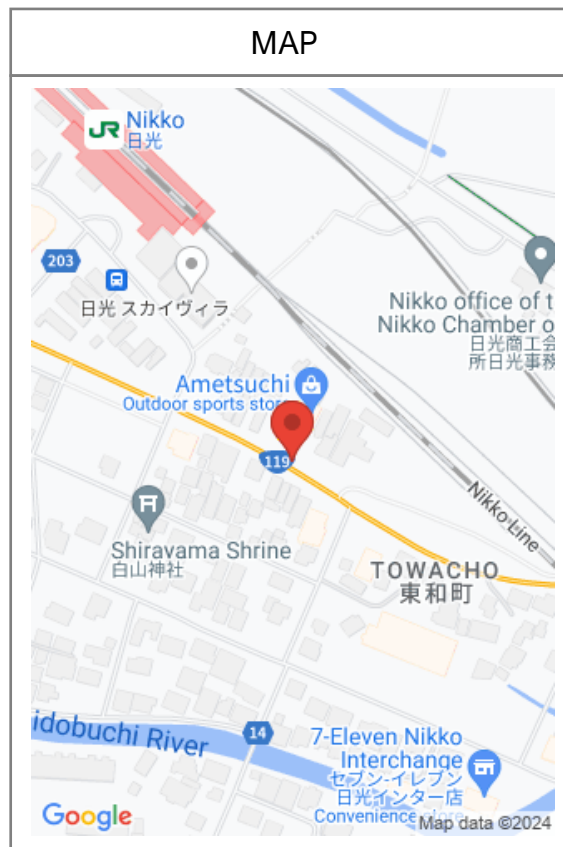 MAP
JR
Nikko
日光
203
日光 スカイヴィラ
Nikko office of t
Nikko Chamber o
日光商工会
所日光事務
Ametsuchi
Outdoor sports store
119
Nikko Line
Shirayama Shrine
白山神社
TOWACHO
東和町
idobuchi River
14
7-Eleven Nikko
Interchange
セブン-イレブン
日光インター店
Convenience store
Google
Map data ©2024